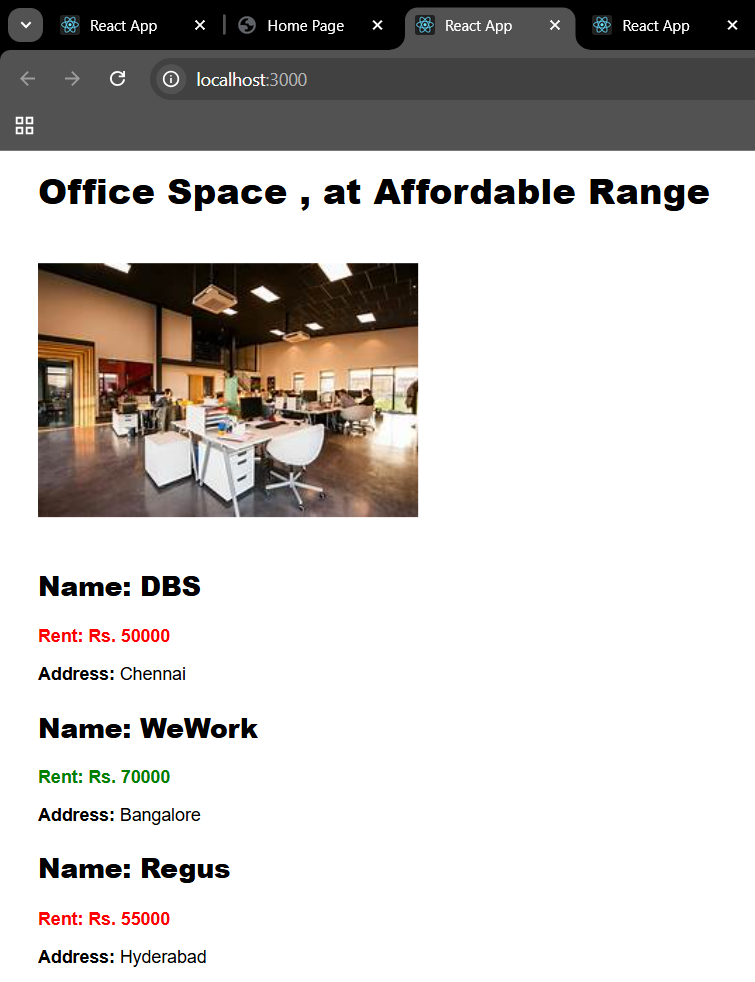 React App
Home Page
React App
React App
localhost:3000
Office Space , at Affordable Range
Name: DBS
Rent: Rs. 50000
Address: Chennai
Name: WeWork
Rent: Rs. 70000
Address: Bangalore
Name: Regus
Rent: Rs. 55000
Address: Hyderabad